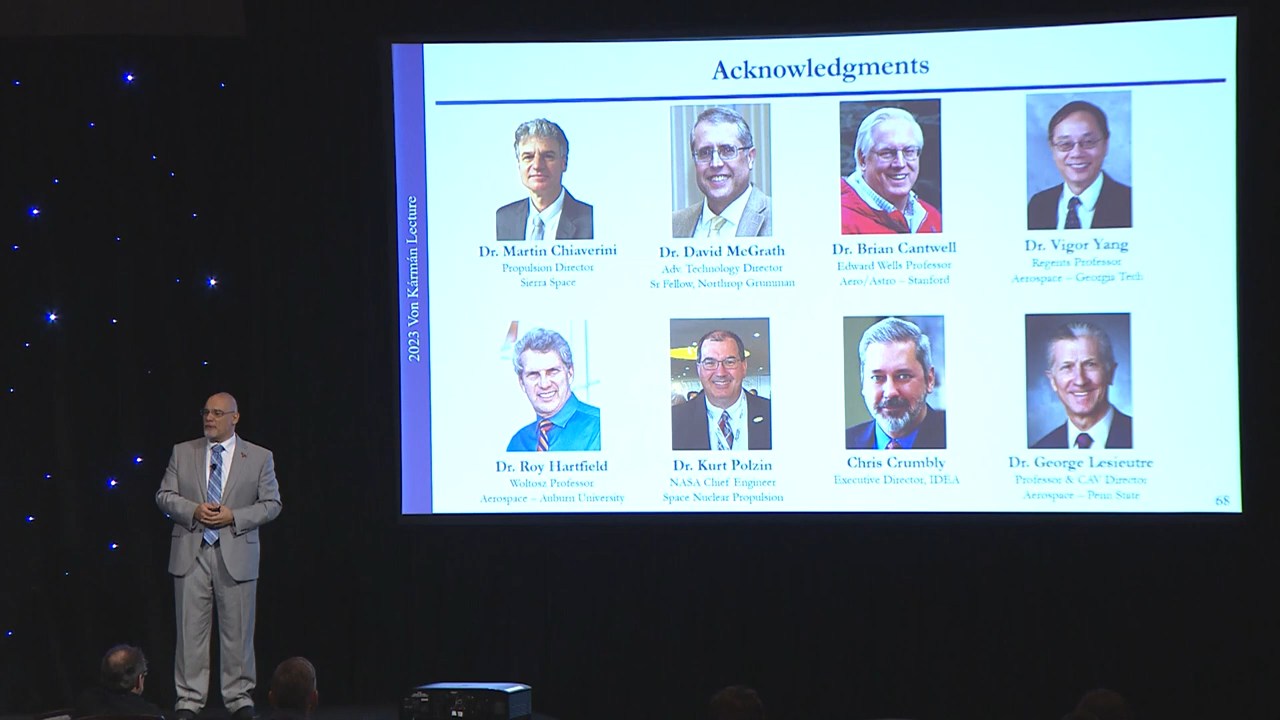 Acknowledgments
2023 Von Kármán Lecture
Dr. Martin Chiaverini
Propulsion Director
Sierra Space
Dr. David McGrath
Adv. Technology Director
Sr Fellow, Northrop Grumman
Dr. Brian Cantwell
Edward Wells Professor
Aero/Astro – Stanford
Dr. Vigor Yang
Regents Professor
Aerospace – Georgia Tech
Dr. Roy Hartfield
Woltosz Professor
Aerospace – Auburn University
Dr. Kurt Polzin
NASA Chief Engineer
Space Nuclear Propulsion
Chris Crumbly
Executive Director, IDEA
Dr. George Lesieutre
Professor & CAV Director
Aerospace – Penn State
68